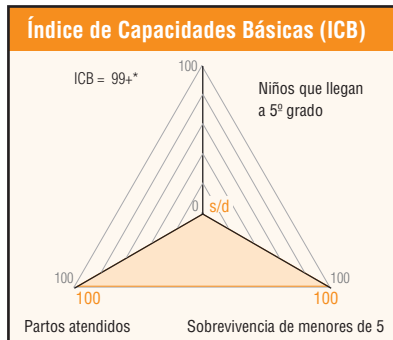 Índice de Capacidades Básicas (ICB)
ICB = 99+*
100
Niños que llegan
a 5º grado
0
s/d
100
100
100
100
Partos atendidos
Sobrevivencia de menores de 5